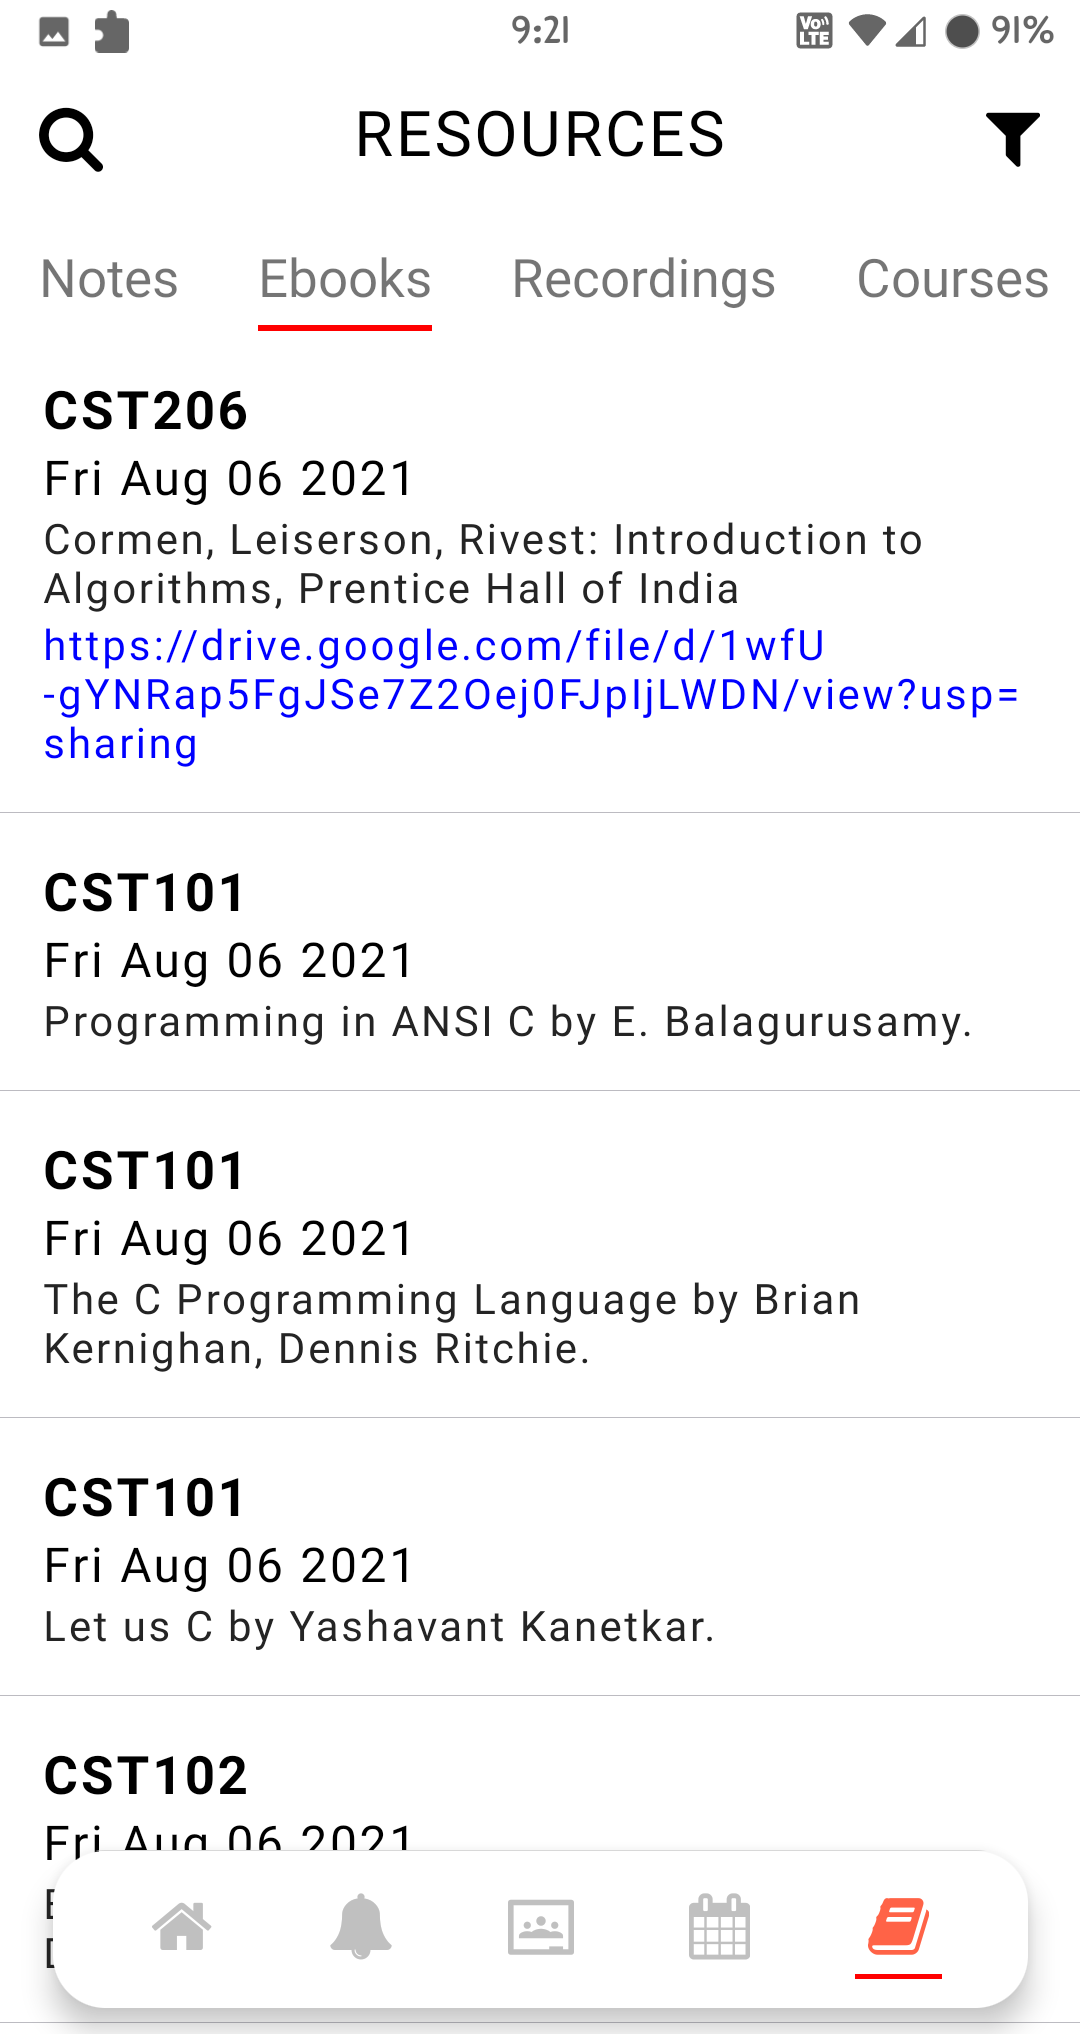 9:21
VoLTE
91%
RESOURCES
Notes Ebooks Recordings Courses
CST206
Fri Aug 06 2021
Cormen, Leiserson, Rivest: Introduction to
Algorithms, Prentice Hall of India
https://drive.google.com/file/d/1wfU
-gYNRap5FgJSe7Z2Oej0FJpIjLWDN/view?usp=
sharing
CST101
Fri Aug 06 2021
Programming in ANSI C by E. Balagurusamy.
CST101
Fri Aug 06 2021
The C Programming Language by Brian
Kernighan, Dennis Ritchie.
CST101
Fri Aug 06 2021
Let us C by Yashavant Kanetkar.
CST102
Fri Aug 06 2021